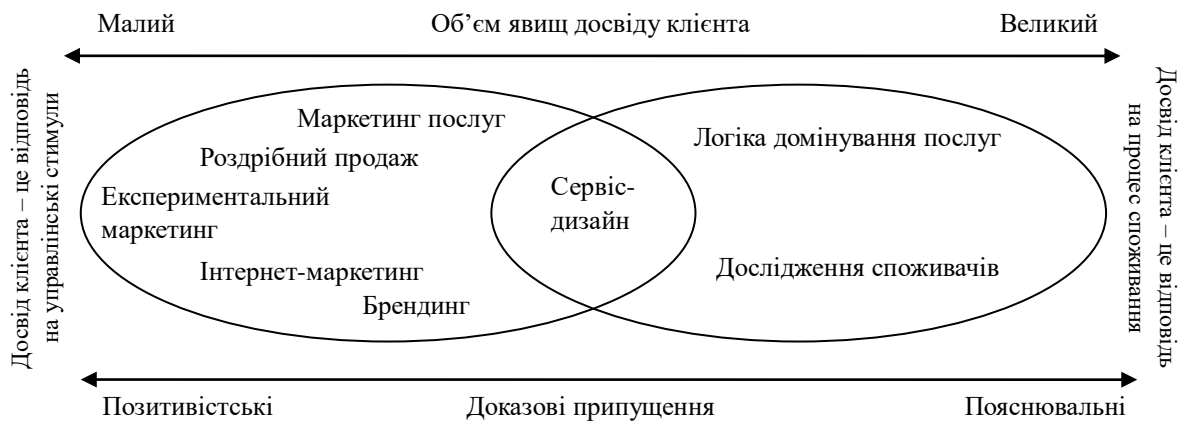 Малий Об’єм явищ досвіду клієнта Великий
Досвід клієнта – це відповідь
на управлінські стимули
Маркетинг послуг
Роздрібний продаж
Експериментальний
маркетинг
Інтернет-маркетинг
Брендинг
Сервіс-
дизайн
Логіка домінування послуг
Дослідження споживачів
Досвід клієнта – це відповідь
на процес споживання
Позитивістські Доказові припущення Пояснювальні